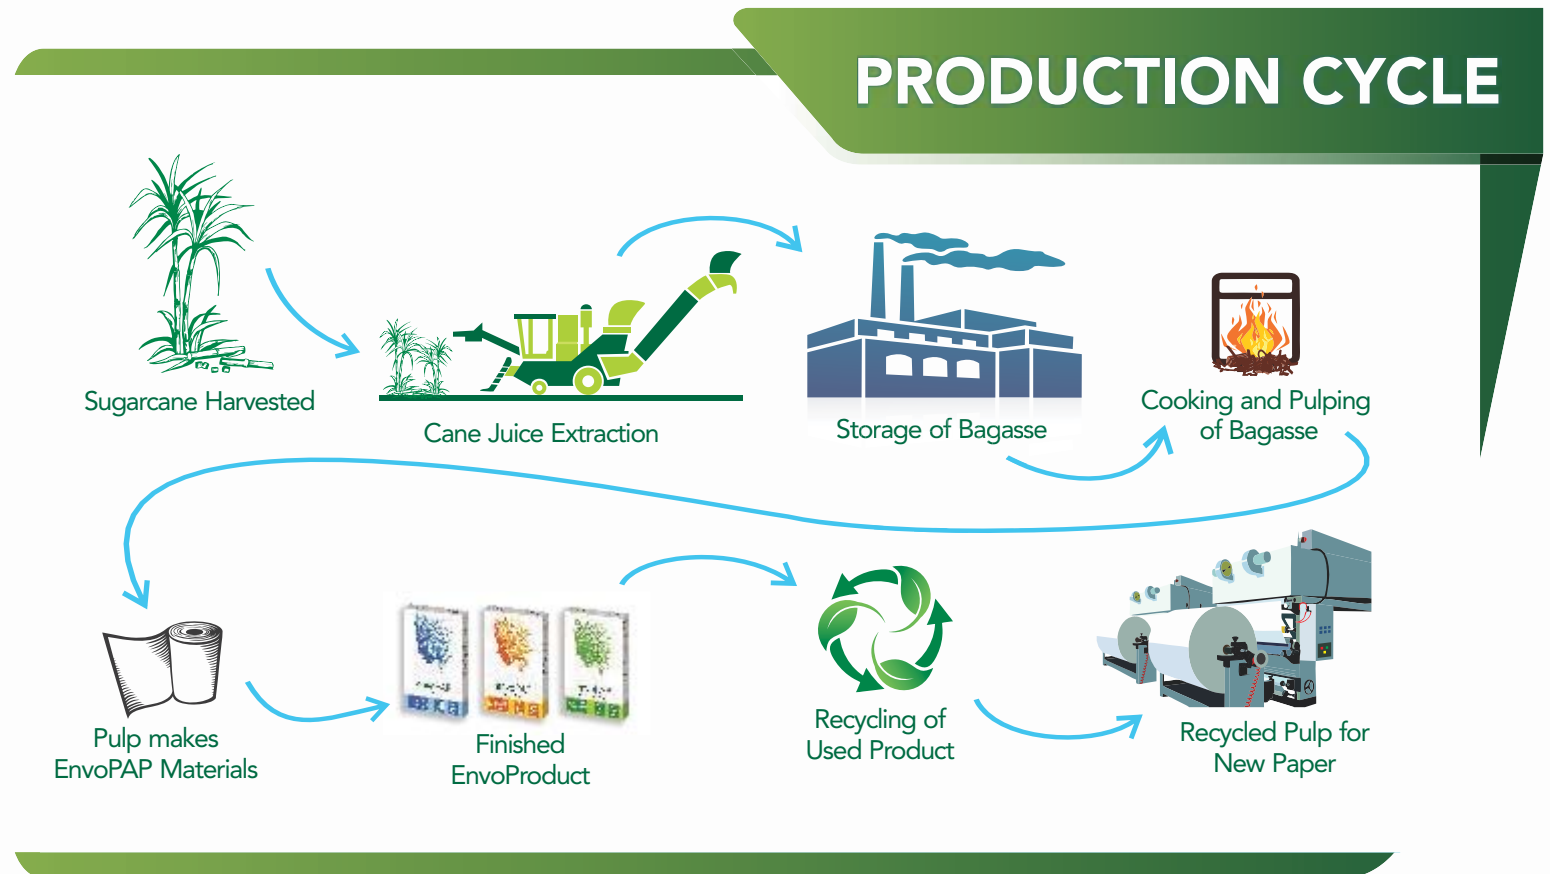 PRODUCTION CYCLE
Sugarcane Harvested
Cane Juice Extraction
Storage of Bagasse
Cooking and Pulping
of Bagasse
Pulp makes
EnvoPAP Materials
Finished
EnvoProduct
Recycling of
Used Product
Recycled Pulp for
New Paper